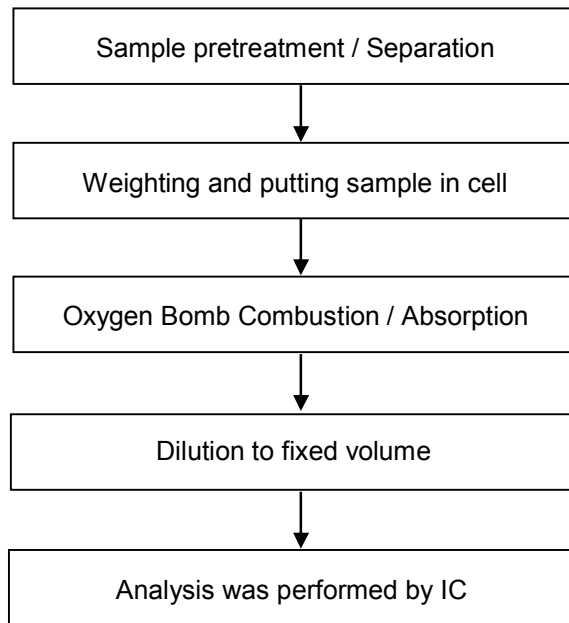 Sample pretreatment / Separation
Weighting and putting sample in cell
Oxygen Bomb Combustion / Absorption
Dilution to fixed volume
Analysis was performed by IC